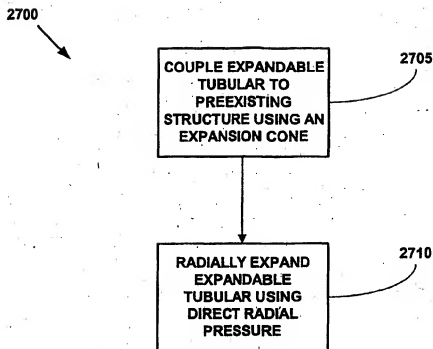 2700
COUPLE EXPANDABLE
TUBULAR TO
PREEXISTING
STRUCTURE USING AN
EXPANSION CONE
2705
RADIALLY EXPAND
EXPANDABLE
TUBULAR USING
DIRECT RADIAL
PRESSURE
2710